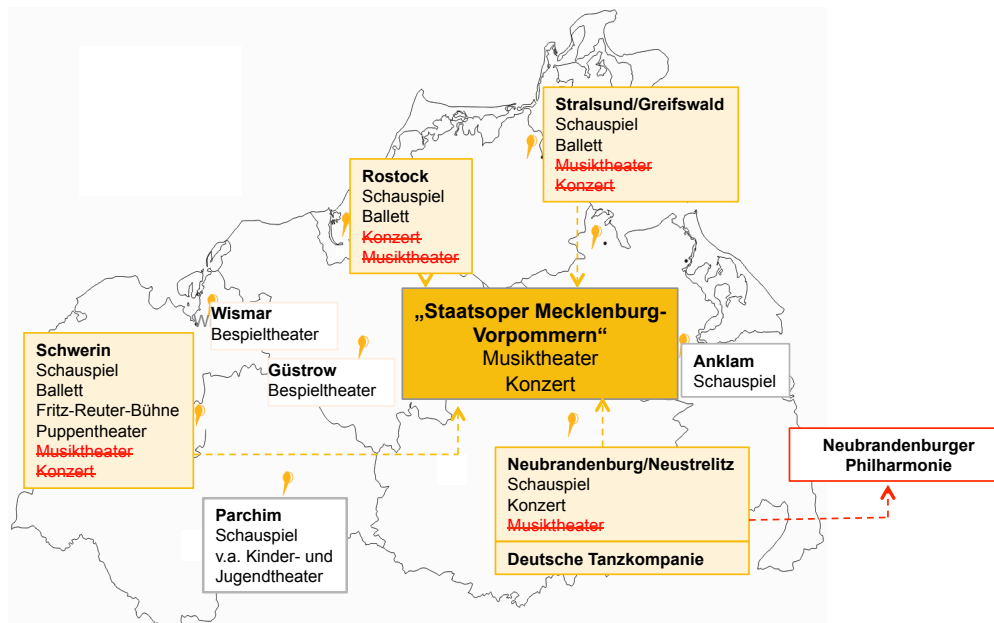 Stralsund/Greifswald
Schauspiel
Ballett
Musiktheater
Konzert
Rostock
Schauspiel
Ballett
Konzert
Musiktheater
„Staatsoper Mecklenburg-
Vorpommern“
Musiktheater
Konzert
W
Wismar
Bespieltheater
Güstrow
Bespieltheater
Anklam
Schauspiel
Schwerin
Schauspiel
Ballett
Fritz-Reuter-Bühne
Puppentheater
Musiktheater
Konzert
Neubrandenburger
Philharmonie
Neubrandenburg/Neustrelitz
Schauspiel
Konzert
Musiktheater
Deutsche Tanzkompanie
Parchim
Schauspiel
v.a. Kinder- und
Jugendtheater